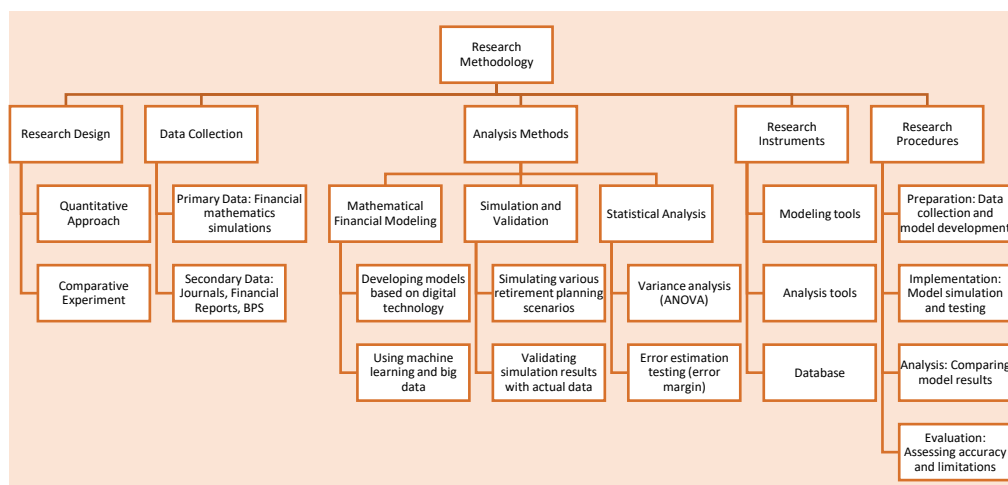 Research
Methodology
Research Design
Data Collection
Analysis Methods
Research
Instruments
Research
Procedures
Quantitative
Approach
Primary Data: Financial
mathematics
simulations
Mathematical
Financial Modeling
Simulation and
Validation
Statistical Analysis
Modeling tools
Preparation: Data
collection and
model development
Comparative
Experiment
Secondary Data:
Journals, Financial
Reports, BPS
Developing models
based on digital
technology
Simulating various
retirement planning
scenarios
Variance analysis
(ANOVA)
Analysis tools
Implementation:
Model simulation
and testing
Using machine
learning and big
data
Validating
simulation results
with actual data
Error estimation
testing (error
margin)
Database
Analysis: Comparing
model results
Evaluation:
Assessing accuracy
and limitations